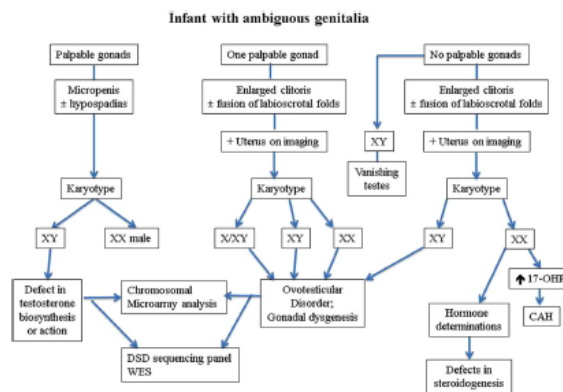 Infant with ambiguous genitalia
Palpable gonads
One palpable gonad
No palpable gonads
Micropenis
± hypospadias
Enlarged clitoris
± fusion of labioscrotal folds
Enlarged clitoris
± fusion of labioscrotal folds
+ Uterus on imaging
XY
Vanishing
testes
+ Uterus on imaging
Karyotype
Karyotype
Karyotype
XY
XX male
X/XY
XY
XX
XY
XX
Defect in
testosterone
biosynthesis
or action
Chromosomal
Microarray analysis
Ovotesticular
Disorder;
Gonadal dysgenesis
↑ 17-OHP
Hormone
determinations
CAH
DSD sequencing panel
WES
Defects in
steroidogenesis